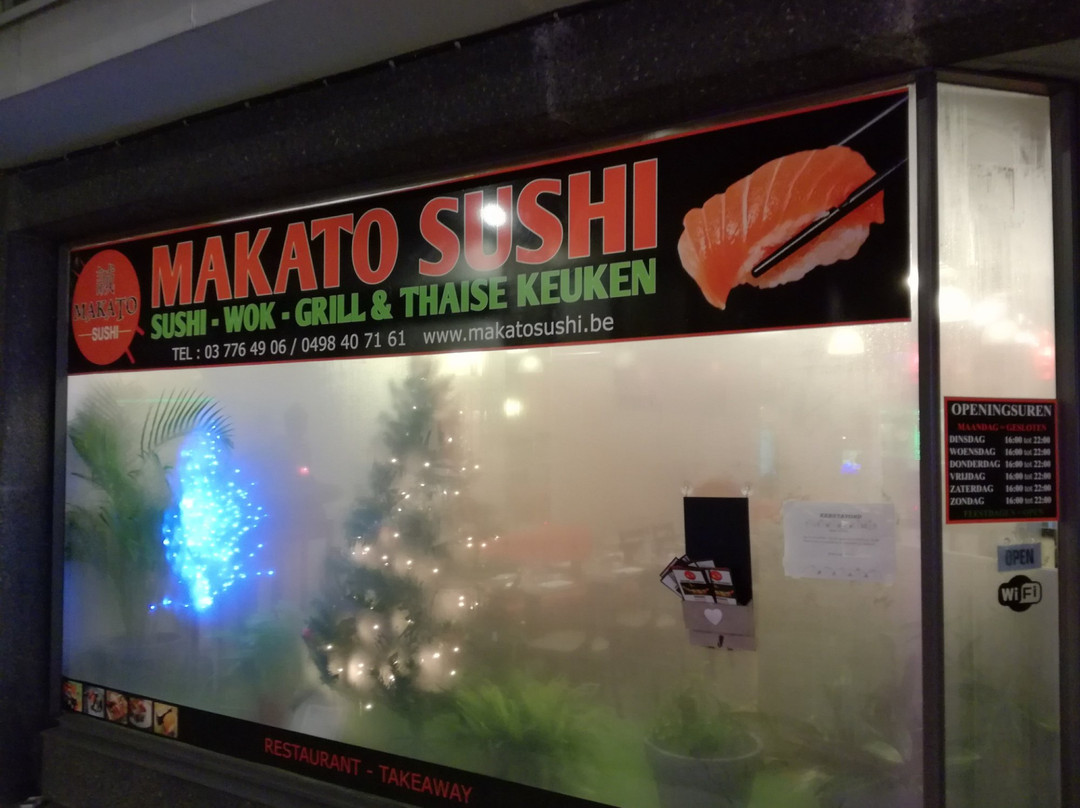 MAKATO
SUSHI
MAKATO SUSHI
SUSHI - WOK - GRILL & THAISE KEUKEN
TEL : 03 776 49 06 / 0498 40 71 61 www.makatosushi.be
OPENINGSUREN
MAANDAG - GESLOTEN
DINSDAG 16:00 tot 22:00
WOENSDAG 16:00 tot 22:00
DONDERDAG 16:00 tot 22:00
VRIJDAG 16:00 tot 22:00
ZATERDAG 16:00 tot 22:00
ZONDAG 16:00 tot 22:00
FEESTDAGEN - OPEN
OPEN
WiFi
RESTAURANT - TAKEAWAY